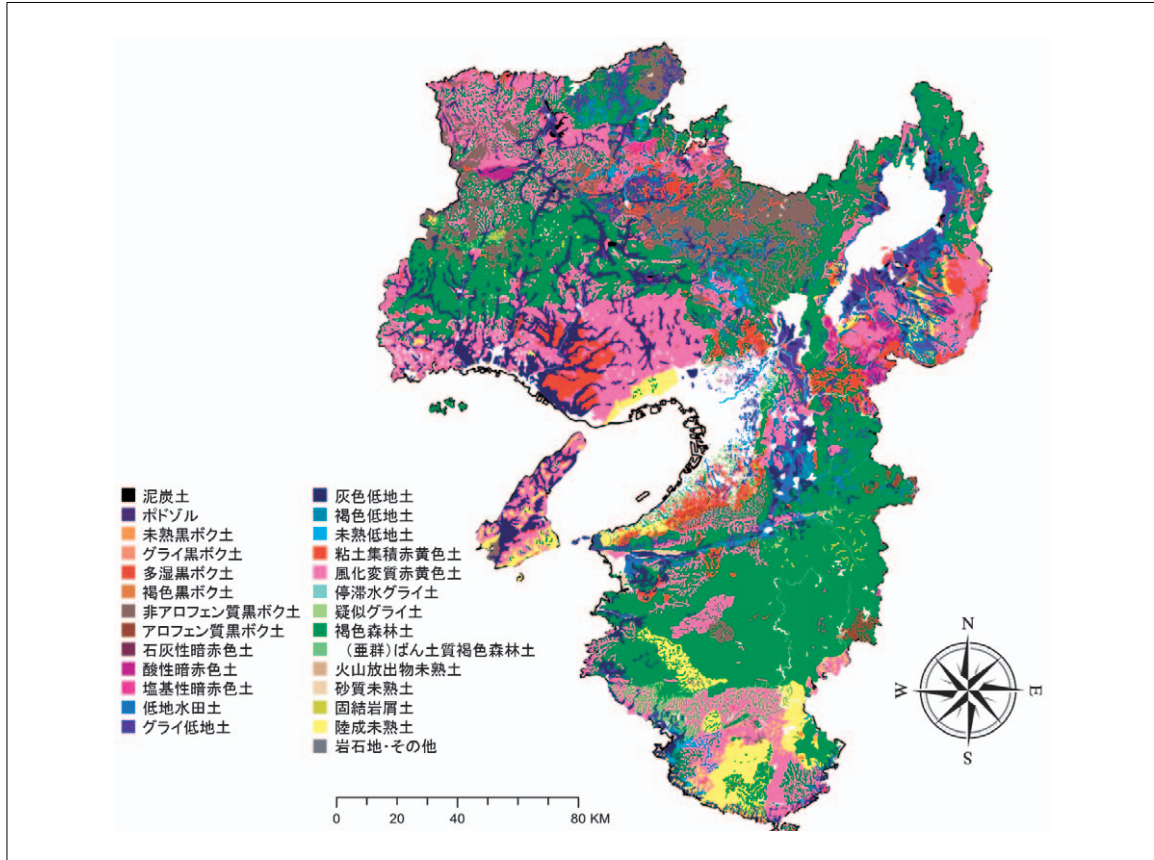 泥炭土
ポドゾル
未熟黒ボク土
グライ黒ボク土
多湿黒ボク土
褐色黒ボク土
非アロフェン質黒ボク土
アロフェン質黒ボク土
石灰性暗赤色土
酸性暗赤色土
塩基性暗赤色土
低地水田土
グライ低地土
灰色低地土
褐色低地土
未熟低地土
粘土集積赤黄色土
風化変質赤黄色土
停滞水グライ土
疑似グライ土
褐色森林土
（亜群）ばん土質褐色森林土
火山放出物未熟土
砂質未熟土
固結岩屑土
陸成未熟土
岩石地・その他
0 20 40 80 KM
N
W E
S